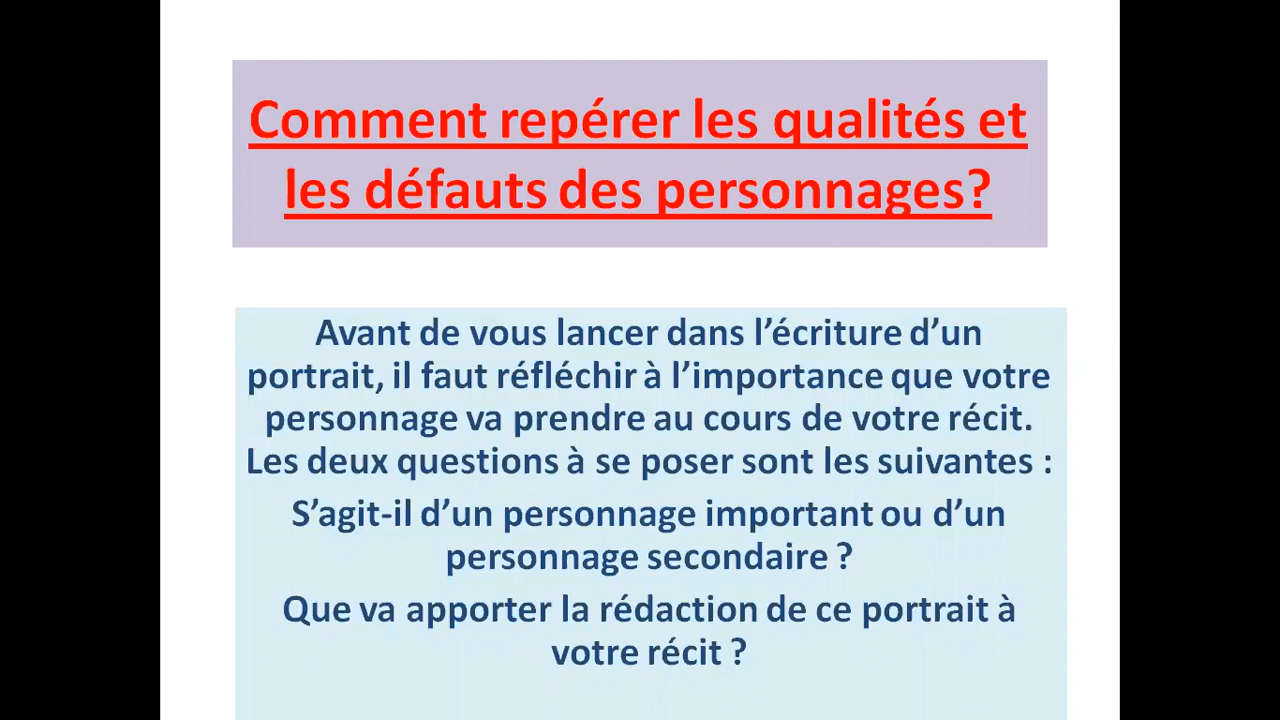 Comment repérer les qualités et
les défauts des personnages?
Avant de vous lancer dans l’écriture d’un
portrait, il faut réfléchir à l’importance que votre
personnage va prendre au cours de votre récit.
Les deux questions à se poser sont les suivantes :
S’agit-il d’un personnage important ou d’un
personnage secondaire ?
Que va apporter la rédaction de ce portrait à
votre récit ?